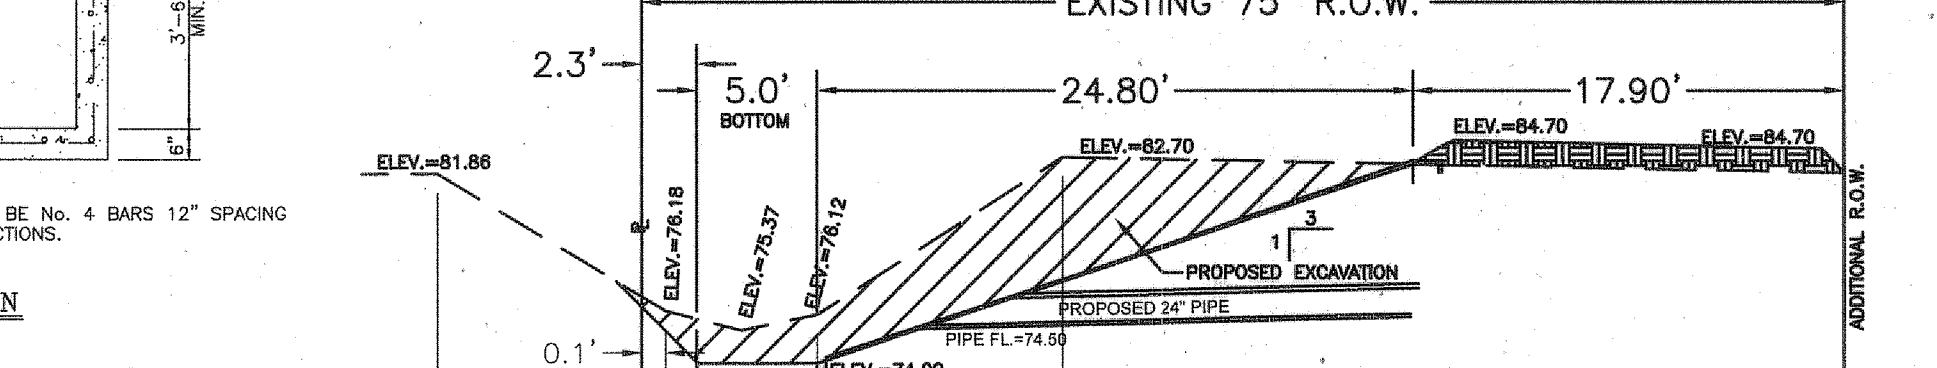 EXISTING 75' R.O.W.
3'-6
MIN.
6"
2.3'
5.0'
BOTTOM
24.80'
17.90'
ELEV.=81.86
ELEV.=82.70
ELEV.=84.70
ELEV.=84.70
BE No. 4 BARS 12" SPACING
CTIONS.
N
ELEV.=76.18
ELEV.=75.37
ELEV.=76.12
3
1
PROPOSED EXCAVATION
PROPOSED 24" PIPE
PIPE FL.=74.50
0.1'
ADDITIONAL R.O.W.